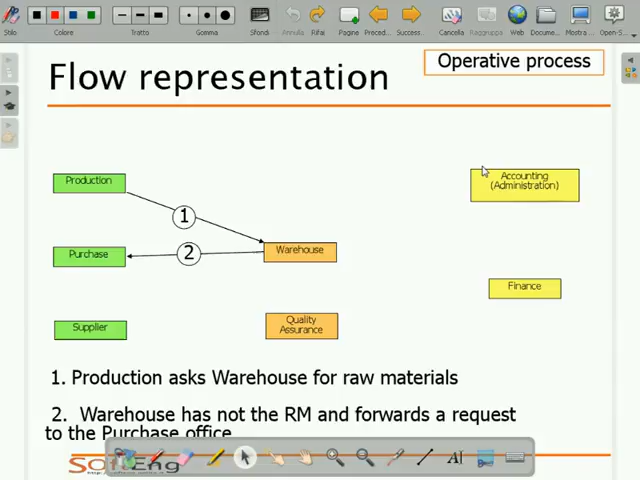 Stilo
Colore
Tratto
Gomma
Sfondi
Annulla
Rifai
Pagine
Preced..
Success..
Cancella
Raggruppa
Web
Docume...
Mostra ...
Open-S...
Operative process
Flow representation
Production
Accounting
(Administration)
1
2
Purchase
Warehouse
Finance
Supplier
Quality
Assurance
1. Production asks Warehouse for raw materials
2. Warehouse has not the RM and forwards a request
to the Purchase office
SoftEng